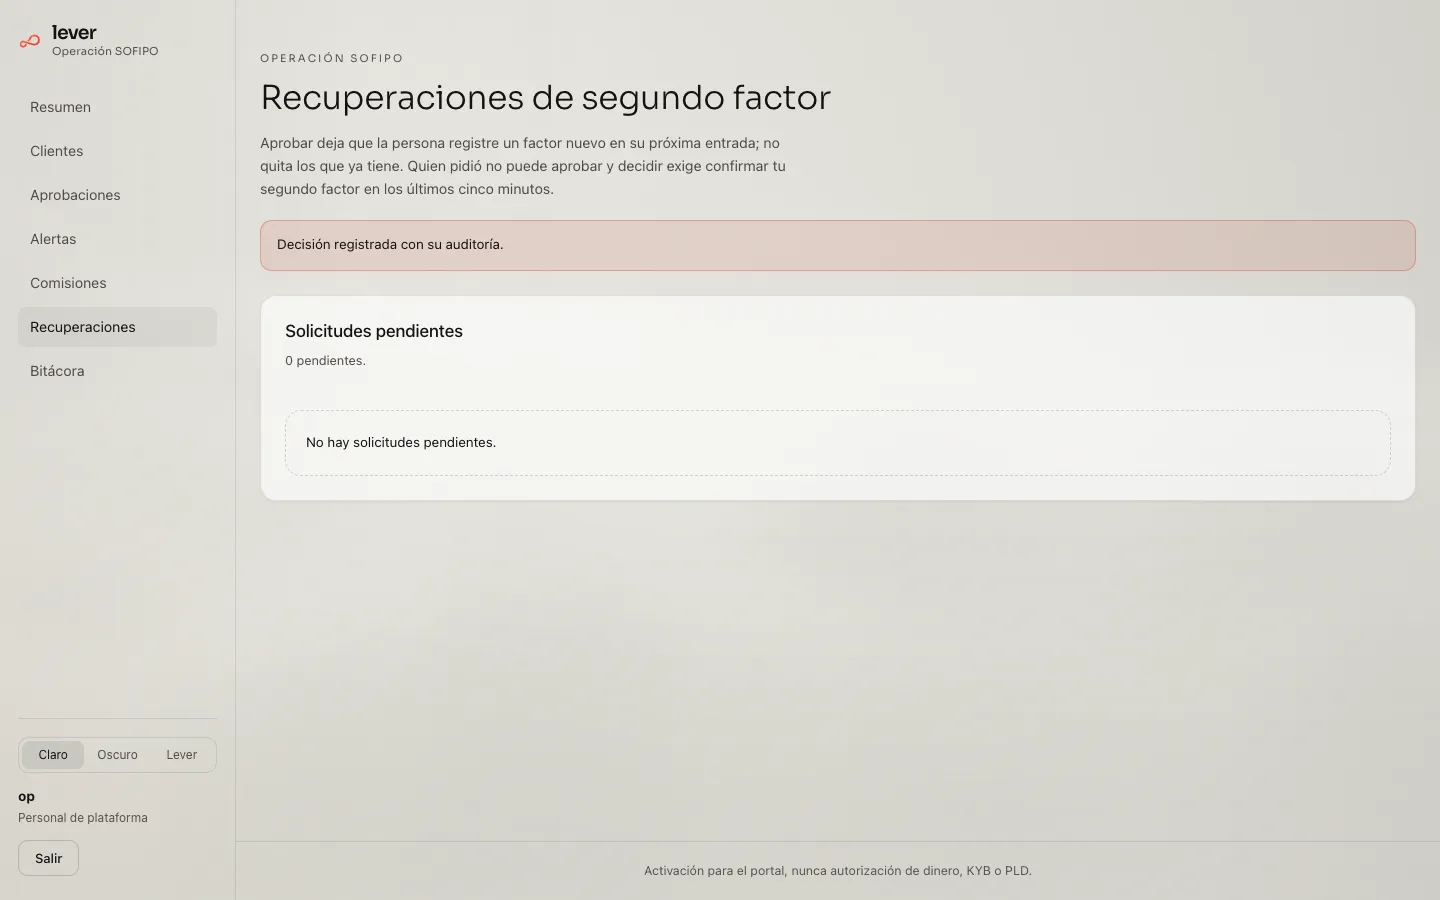 lever
Operación SOFIPO
Resumen
Clientes
Aprobaciones
Alertas
Comisiones
Recuperaciones
Bitácora
Claro Oscuro Lever
op
Personal de plataforma
Salir
OPERACIÓN SOFIPO
Recuperaciones de segundo factor
Aprobar deja que la persona registre un factor nuevo en su próxima entrada; no
quita los que ya tiene. Quien pidió no puede aprobar y decidir exige confirmar tu
segundo factor en los últimos cinco minutos.
Decisión registrada con su auditoría.
Solicitudes pendientes
0 pendientes.
No hay solicitudes pendientes.
Activación para el portal, nunca autorización de dinero, KYB o PLD.